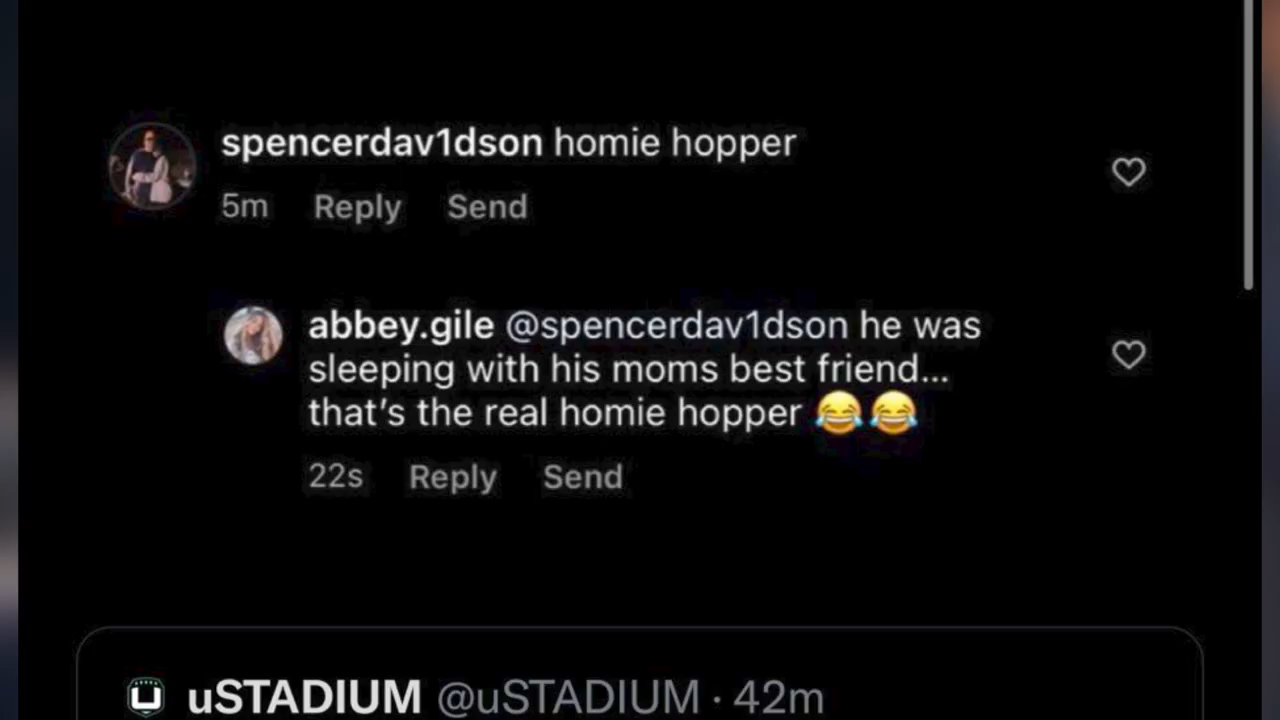 spencerdav1dson homie hopper
5m Reply Send
abbey.gile @spencerdav1dson he was
sleeping with his moms best friend...
that's the real homie hopper 😂😂
22s Reply Send
uSTADIUM @uSTADIUM · 42m